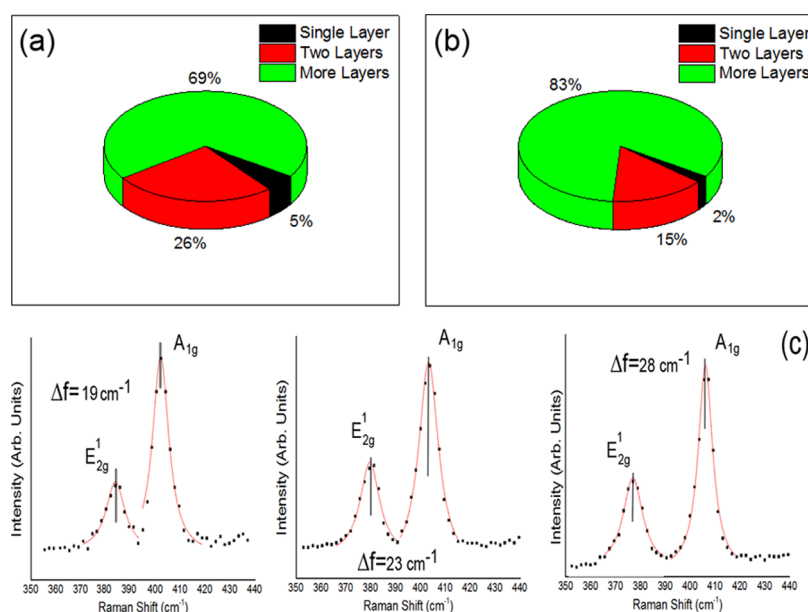 (a)
Single Layer
Two Layers
More Layers
69%
5%
26%
(b)
Single Layer
Two Layers
More Layers
83%
2%
15%
(c)
A1g
Δf=19 cm-1
E12g
Intensity (Arb. Units)
350 360 370 380 390 400 410 420 430 440
Raman Shift (cm-1)
A1g
E12g
Δf=23 cm-1
Intensity (Arb. Units)
350 360 370 380 390 400 410 420 430 440
Raman Shift (cm-1)
A1g
Δf=28 cm-1
E12g
Intensity (Arb. Units)
350 360 370 380 390 400 410 420 430 440
Raman Shift (cm-1)